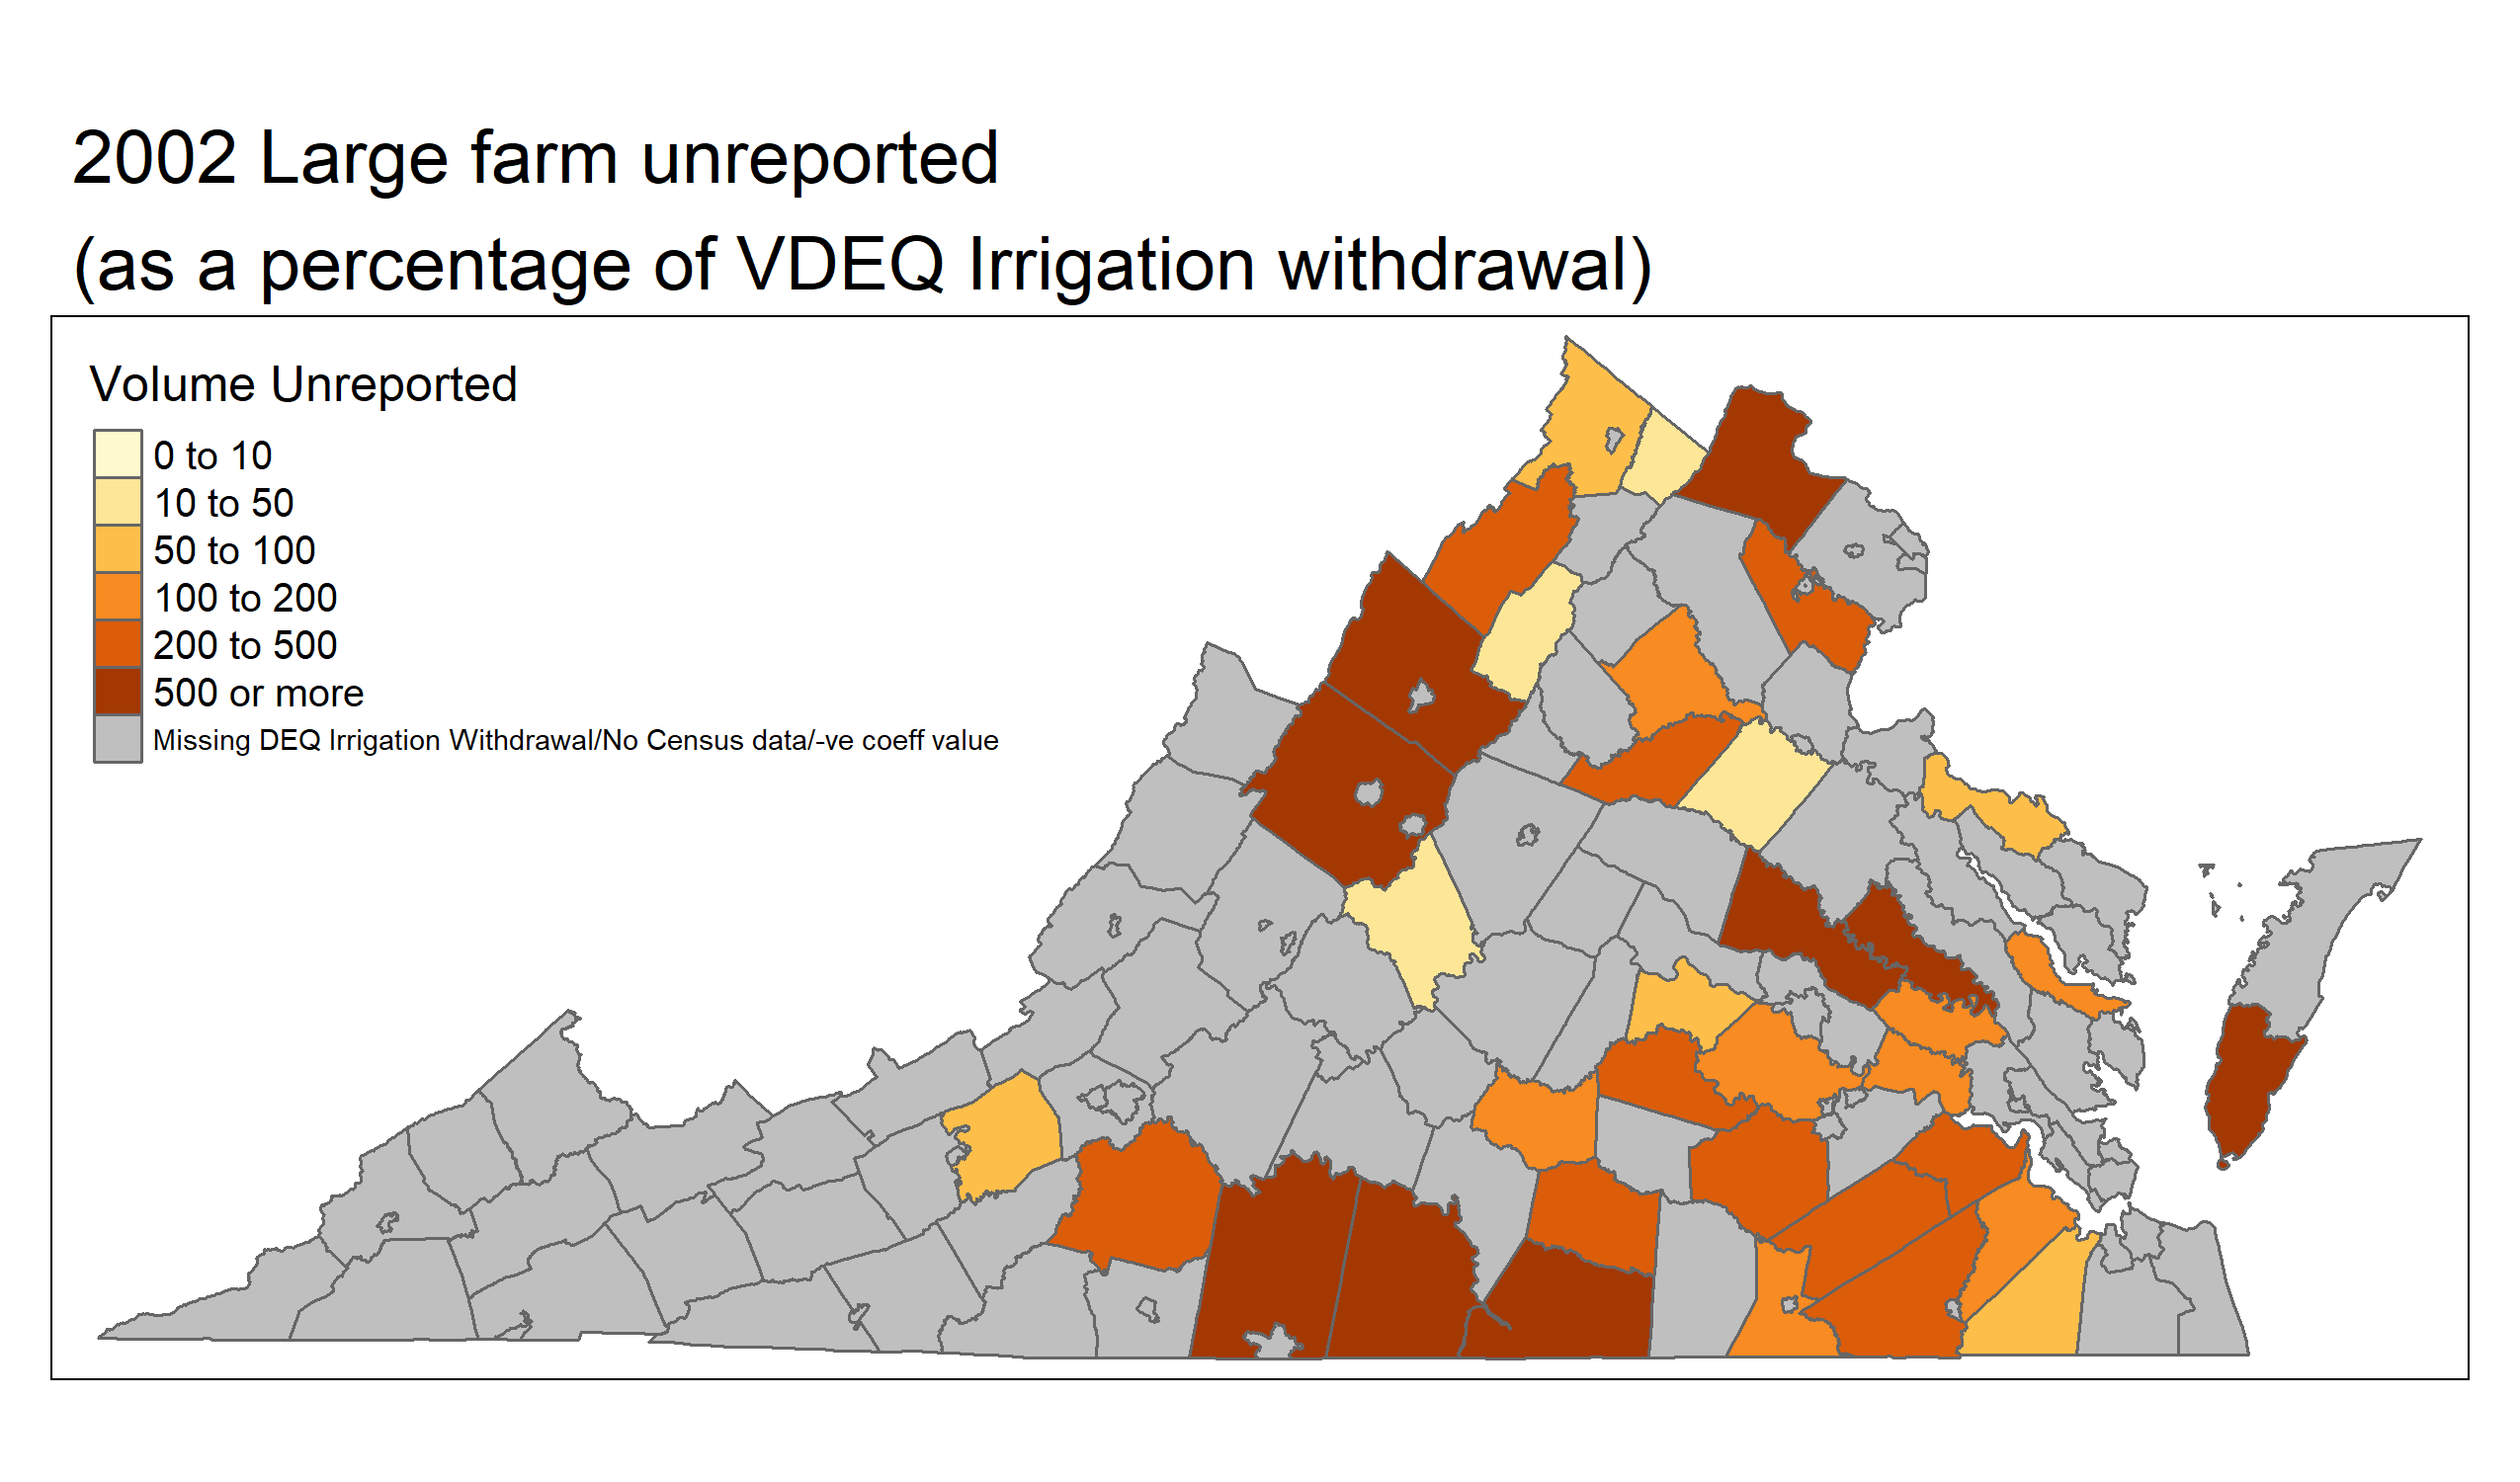 2002 Large farm unreported
(as a percentage of VDEQ Irrigation withdrawal)
Volume Unreported
0 to 10
10 to 50
50 to 100
100 to 200
200 to 500
500 or more
Missing DEQ Irrigation Withdrawal/No Census data/-ve coeff value